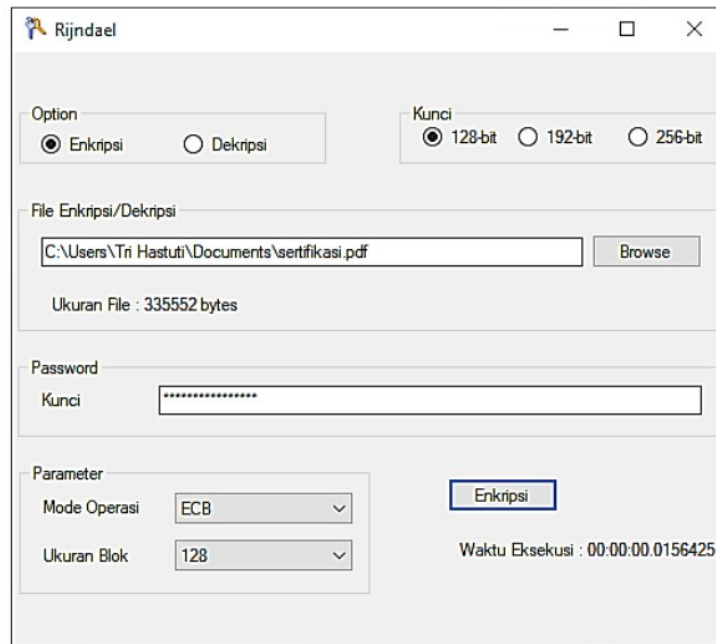 Rijndael
Option
Enkripsi Dekripsi
Kunci
128-bit 192-bit 256-bit
File Enkripsi/Dekripsi
C:\Users\Tri Hastuti\Documents\sertifikasi.pdf Browse
Ukuran File : 335552 bytes
Password
Kunci ****************
Parameter
Mode Operasi ECB
Ukuran Blok 128
Enkripsi
Waktu Eksekusi : 00:00:00.0156425